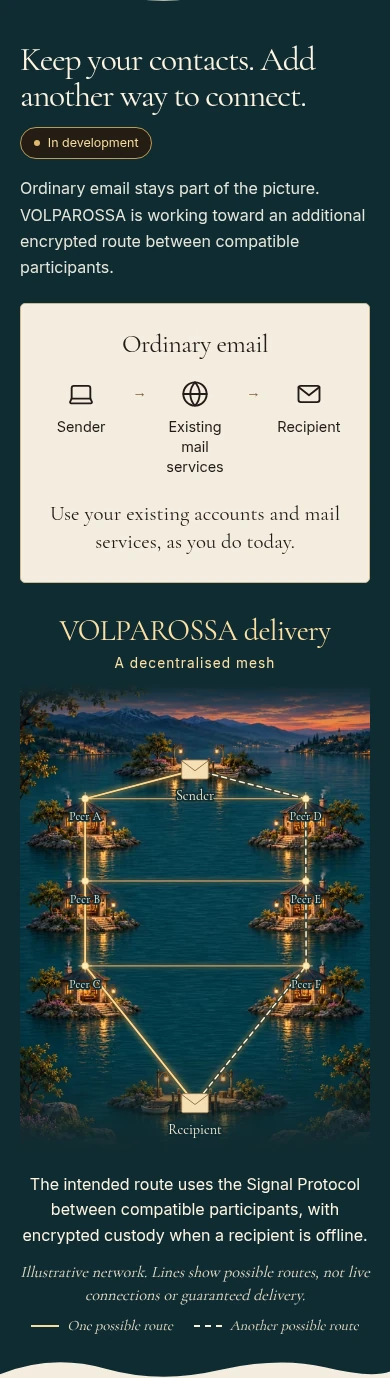 Keep your contacts. Add
another way to connect.
In development
Ordinary email stays part of the picture.
VOLPAROSSA is working toward an additional
encrypted route between compatible
participants.
Ordinary email
→ →
Sender Existing Recipient
mail
services
Use your existing accounts and mail
services, as you do today.
VOLPAROSSA delivery
A decentralised mesh
Sender
Peer A Peer D
Peer B Peer E
Peer C Peer F
Recipient
The intended route uses the Signal Protocol
between compatible participants, with
encrypted custody when a recipient is offline.
Illustrative network. Lines show possible routes, not live
connections or guaranteed delivery.
One possible route Another possible route